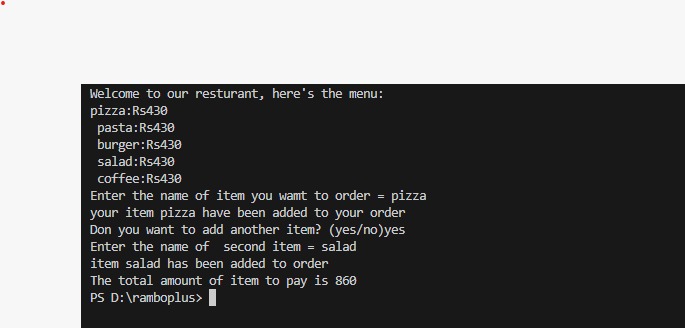 Welcome to our resturant, here's the menu:
pizza:Rs430
pasta:Rs430
burger:Rs430
salad:Rs430
coffee:Rs430
Enter the name of item you wamt to order = pizza
your item pizza have been added to your order
Don you want to add another item? (yes/no)yes
Enter the name of  second item = salad
item salad has been added to order
The total amount of item to pay is 860
PS D:\ramboplus>